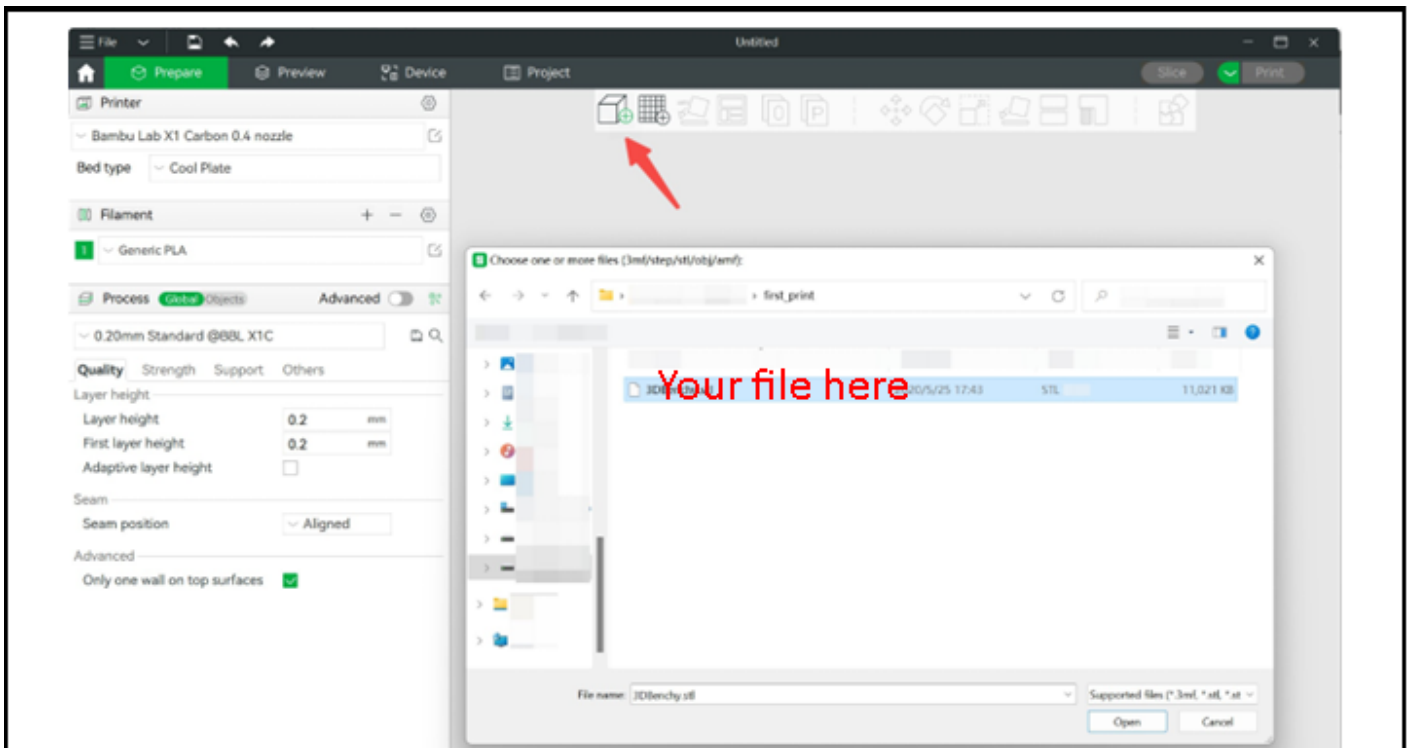 File
Untitled
Prepare
Preview
Device
Project
Slice
Print
Printer
Bambu Lab X1 Carbon 0.4 nozzle
Bed type
Cool Plate
Filament
1
Generic PLA
Process
Global
Objects
Advanced
0.20mm Standard @BBL X1C
Quality
Strength
Support
Others
Layer height
Layer height
0.2
mm
First layer height
0.2
mm
Adaptive layer height
Seam
Seam position
Aligned
Advanced
Only one wall on top surfaces
Choose one or more files (3mf/step/stl/obj/amf):
first_print
Your file here
17:43
STL
11,021 KB
File name:
3DBenchy.stl
Supported files (*.3mf, *.stl, *.st
Open
Cancel